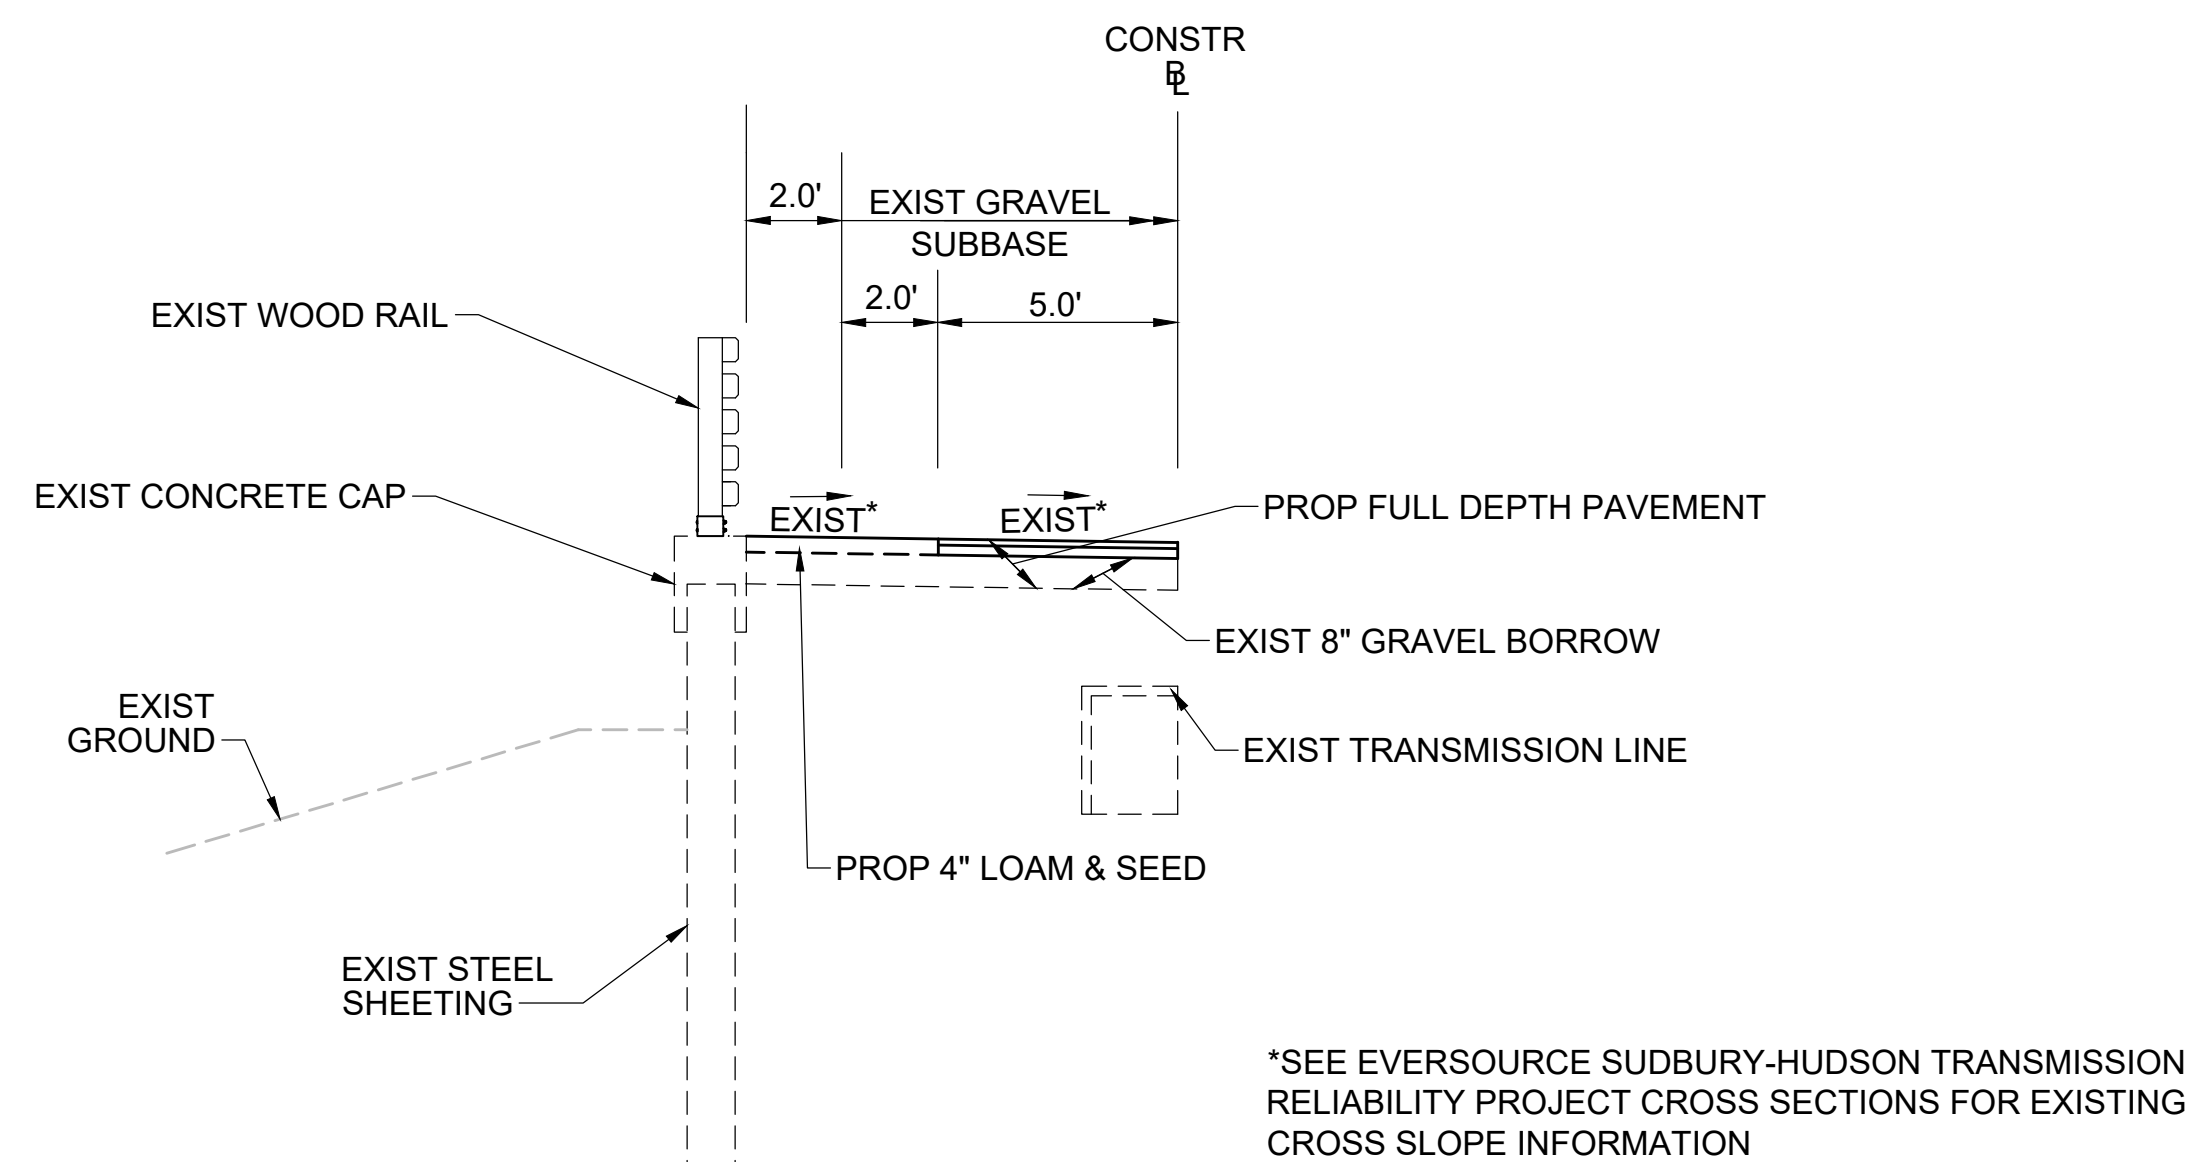 CONSTR
BL
2.0'
EXIST GRAVEL
SUBBASE
2.0'
5.0'
EXIST WOOD RAIL
EXIST CONCRETE CAP
EXIST*
EXIST*
PROP FULL DEPTH PAVEMENT
EXIST 8" GRAVEL BORROW
EXIST
GROUND
EXIST TRANSMISSION LINE
PROP 4" LOAM & SEED
EXIST STEEL
SHEETING
*SEE EVERSOURCE SUDBURY-HUDSON TRANSMISSION
RELIABILITY PROJECT CROSS SECTIONS FOR EXISTING
CROSS SLOPE INFORMATION